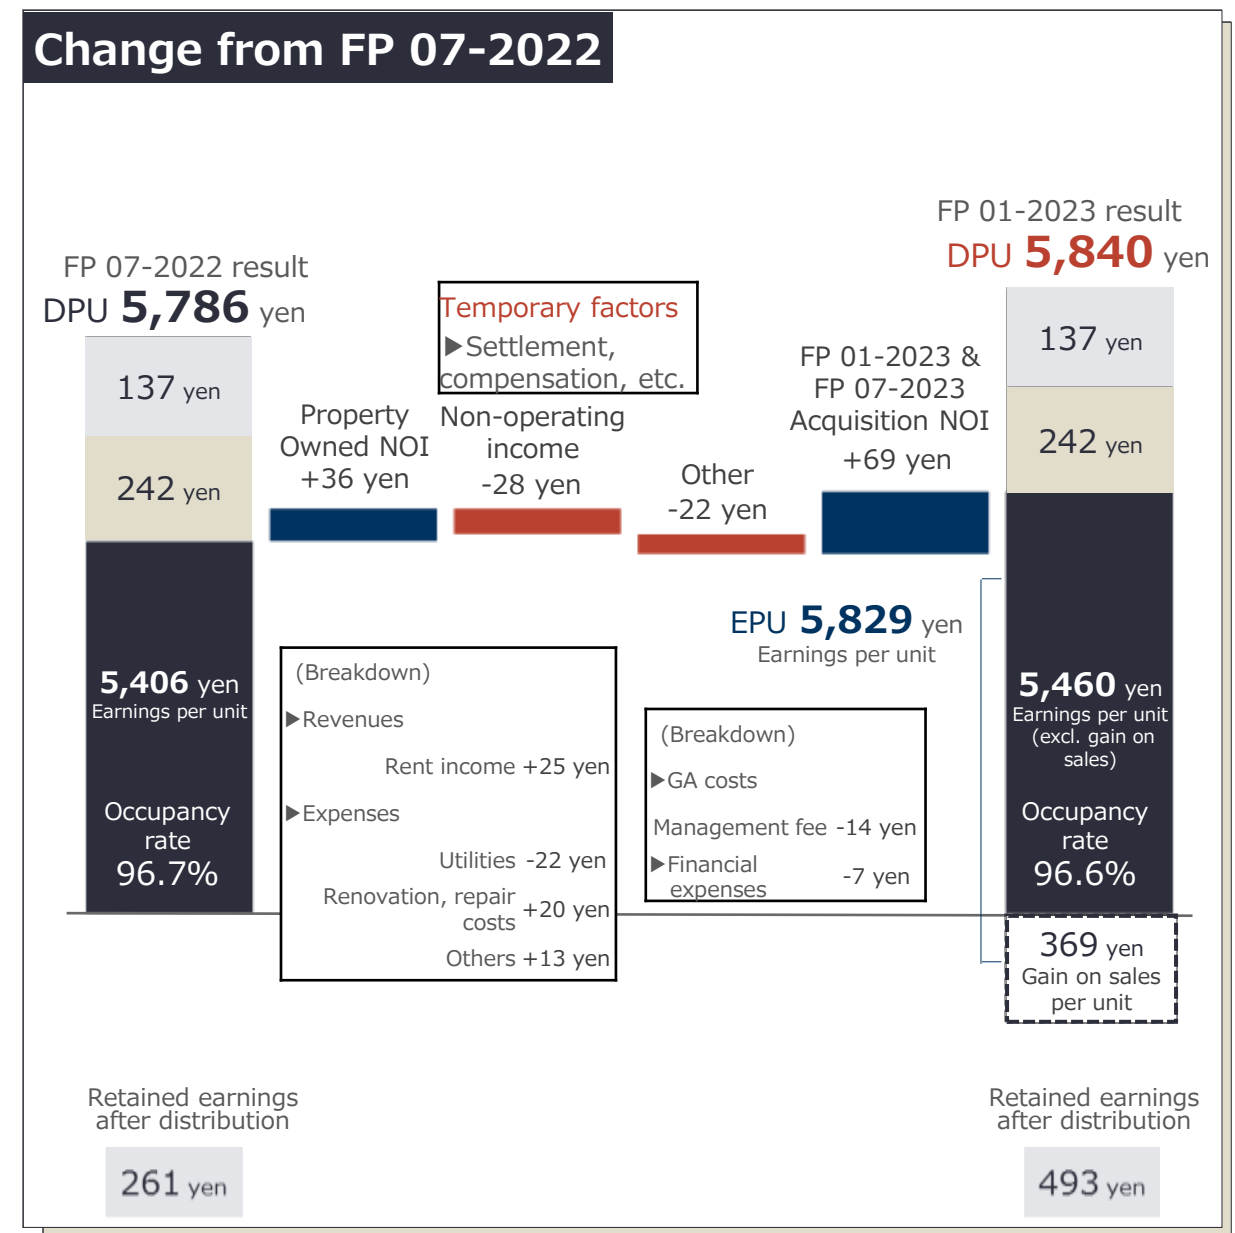 Change from FP 07-2022
FP 07-2022 result
DPU 5,786 yen
137 yen
242 yen
5,406 yen
Earnings per unit
Occupancy
rate
96.7%
Property
Owned NOI
+36 yen
Temporary factors
▶Settlement,
compensation, etc.
Non-operating
income
-28 yen
Other
-22 yen
FP 01-2023 &
FP 07-2023
Acquisition NOI
+69 yen
FP 01-2023 result
DPU 5,840 yen
137 yen
242 yen
EPU 5,829 yen
Earnings per unit
5,460 yen
Earnings per unit
(excl. gain on
sales)
Occupancy
rate
96.6%
369 yen
Gain on sales
per unit
(Breakdown)
▶Revenues
Rent income +25 yen
▶Expenses
Utilities -22 yen
Renovation, repair
costs +20 yen
Others +13 yen
(Breakdown)
▶GA costs
Management fee -14 yen
▶Financial
expenses -7 yen
Retained earnings
after distribution
261 yen
Retained earnings
after distribution
493 yen